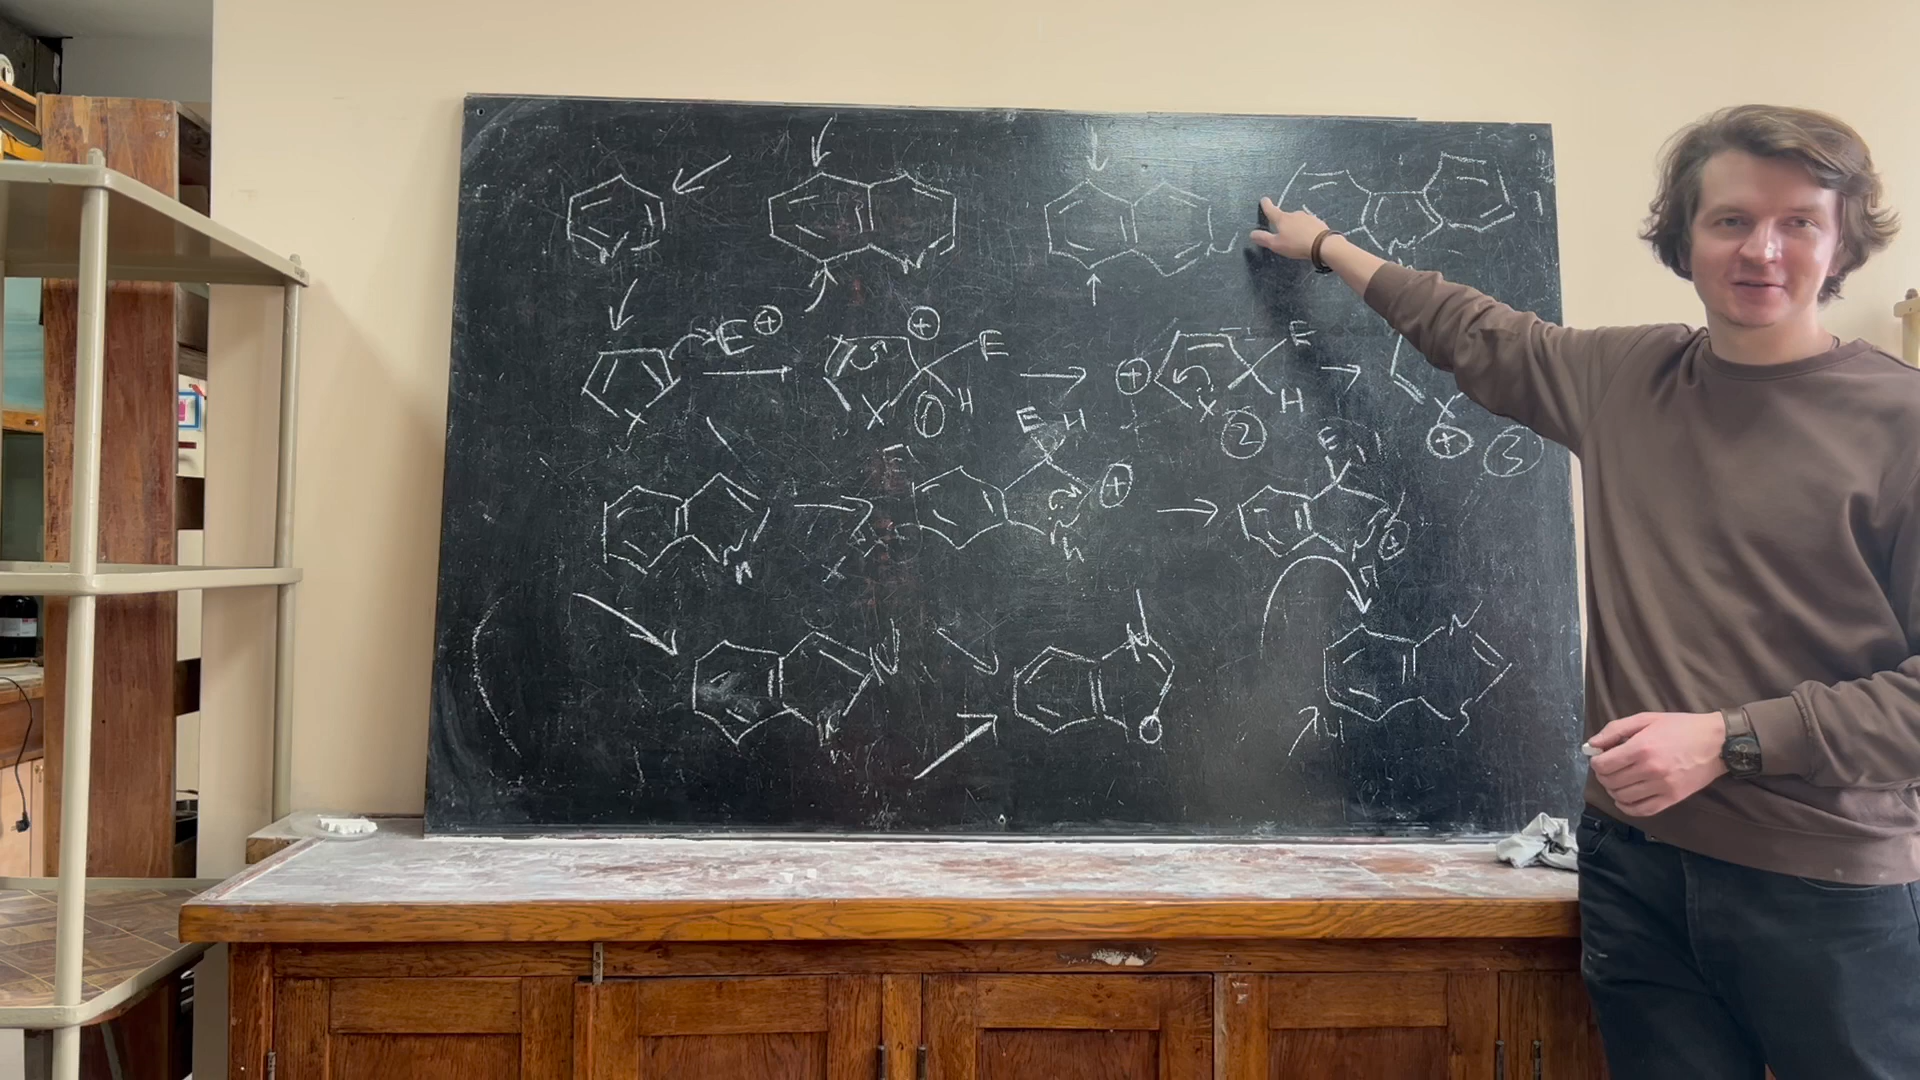 N N N N
E + + E + E
X 1 H X 2 H X + 3
E H E
N H + N + H
N N N
N H O S